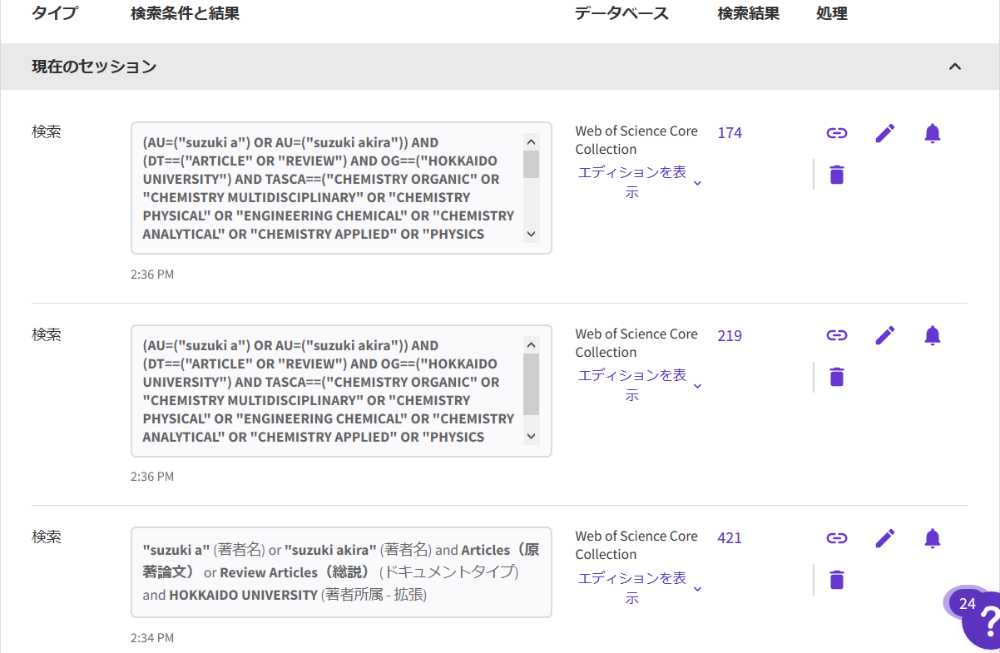 タイプ 検索条件と結果 データベース 検索結果 処理
現在のセッション
検索
(AU=("suzuki a") OR AU=("suzuki akira")) AND
(DT==("ARTICLE" OR "REVIEW") AND OG==("HOKKAIDO
UNIVERSITY") AND TASCA==("CHEMISTRY ORGANIC" OR
"CHEMISTRY MULTIDISCIPLINARY" OR "CHEMISTRY
PHYSICAL" OR "ENGINEERING CHEMICAL" OR "CHEMISTRY
ANALYTICAL" OR "CHEMISTRY APPLIED" OR "PHYSICS
Web of Science Core
Collection
エディションを表
示
174
2:36 PM
検索
(AU=("suzuki a") OR AU=("suzuki akira")) AND
(DT==("ARTICLE" OR "REVIEW") AND OG==("HOKKAIDO
UNIVERSITY") AND TASCA==("CHEMISTRY ORGANIC" OR
"CHEMISTRY MULTIDISCIPLINARY" OR "CHEMISTRY
PHYSICAL" OR "ENGINEERING CHEMICAL" OR "CHEMISTRY
ANALYTICAL" OR "CHEMISTRY APPLIED" OR "PHYSICS
Web of Science Core
Collection
エディションを表
示
219
2:36 PM
検索
"suzuki a" (著者名) or "suzuki akira" (著者名) and Articles（原
著論文） or Review Articles（総説） (ドキュメントタイプ)
and HOKKAIDO UNIVERSITY (著者所属 - 拡張)
Web of Science Core
Collection
エディションを表
示
421
2:34 PM
24
?